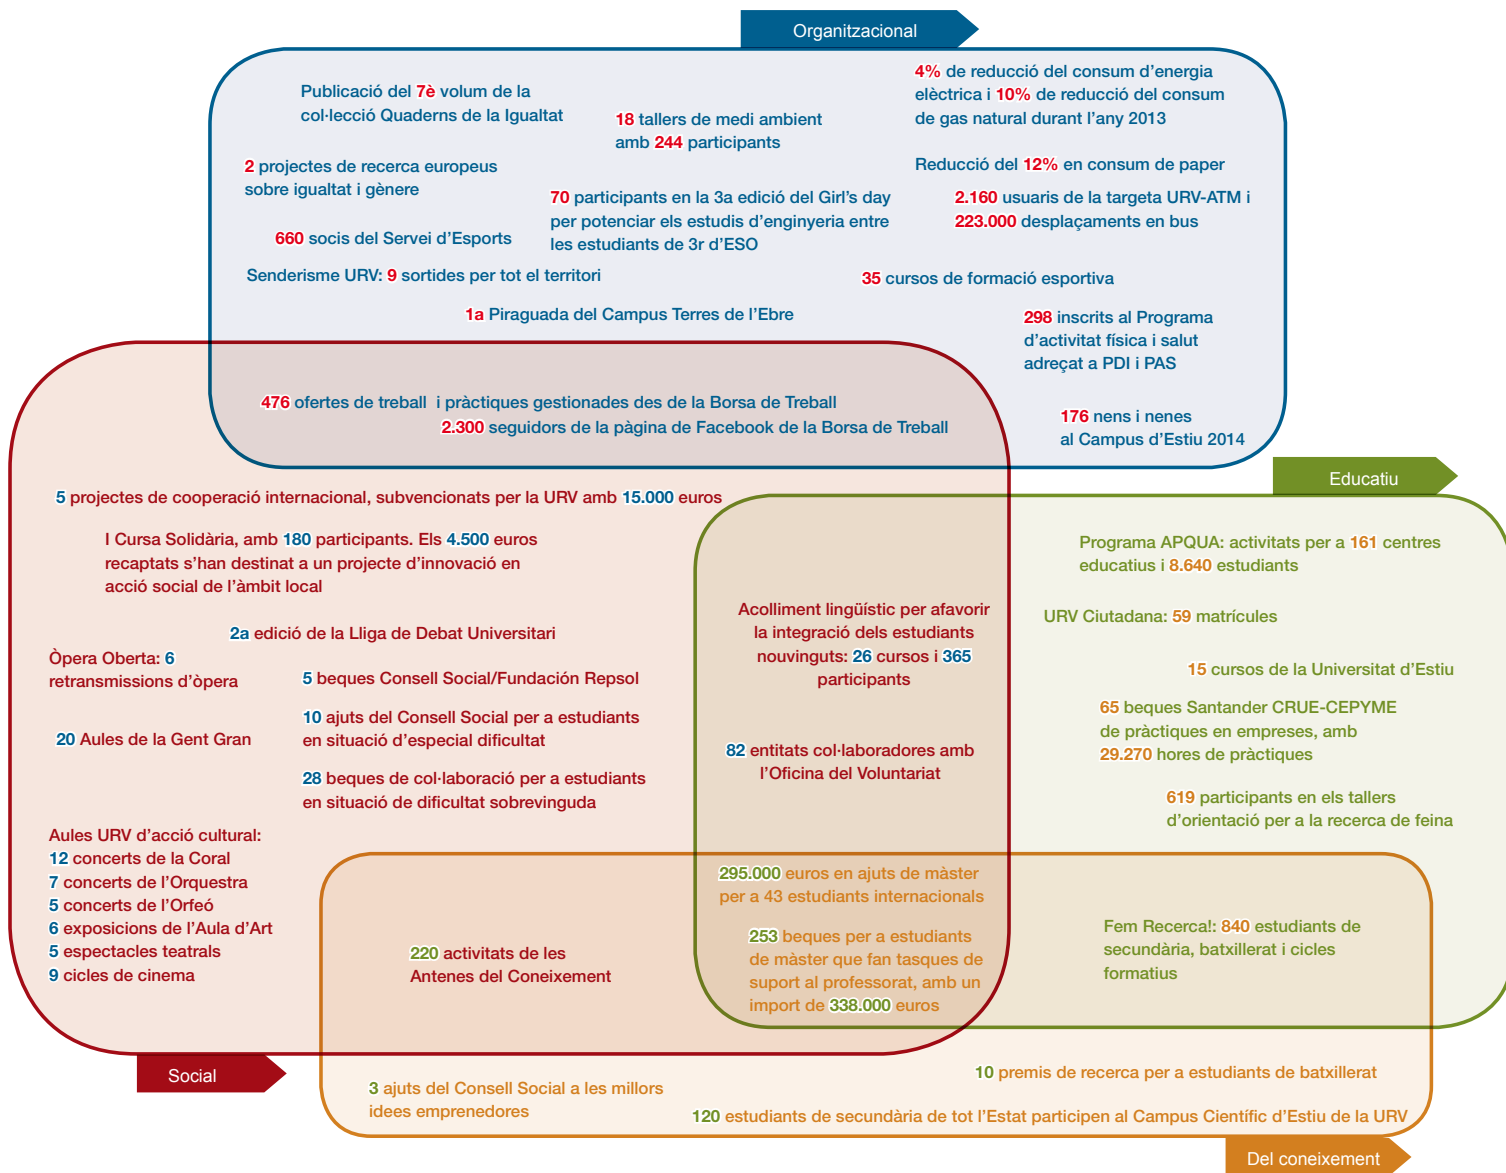 Organitzacional
Publicació del 7è volum de la
col·lecció Quaderns de la Igualtat
18 tallers de medi ambient
amb 244 participants
4% de reducció del consum d’energia
elèctrica i 10% de reducció del consum
de gas natural durant l’any 2013
2 projectes de recerca europeus
sobre igualtat i gènere
Reducció del 12% en consum de paper
70 participants en la 3a edició del Girl’s day
per potenciar els estudis d’enginyeria entre
les estudiants de 3r d’ESO
2.160 usuaris de la targeta URV-ATM i
223.000 desplaçaments en bus
660 socis del Servei d’Esports
Senderisme URV: 9 sortides per tot el territori
35 cursos de formació esportiva
1a Piraguada del Campus Terres de l’Ebre
298 inscrits al Programa
d’activitat física i salut
adreçat a PDI i PAS
476 ofertes de treball  i pràctiques gestionades des de la Borsa de Treball
2.300 seguidors de la pàgina de Facebook de la Borsa de Treball
176 nens i nenes
al Campus d’Estiu 2014
Educatiu
5 projectes de cooperació internacional, subvencionats per la URV amb 15.000 euros
I Cursa Solidària, amb 180 participants. Els 4.500 euros
recaptats s’han destinat a un projecte d’innovació en
acció social de l’àmbit local
Programa APQUA: activitats per a 161 centres
educatius i 8.640 estudiants
Acolliment lingüístic per afavorir
la integració dels estudiants
nouvinguts: 26 cursos i 365
participants
URV Ciutadana: 59 matrícules
2a edició de la Lliga de Debat Universitari
Òpera Oberta: 6
retransmissions d’òpera
5 beques Consell Social/Fundación Repsol
15 cursos de la Universitat d’Estiu
10 ajuts del Consell Social per a estudiants
en situació d’especial dificultat
65 beques Santander CRUE-CEPYME
de pràctiques en empreses, amb
29.270 hores de pràctiques
20 Aules de la Gent Gran
82 entitats col·laboradores amb
l’Oficina del Voluntariat
28 beques de col·laboració per a estudiants
en situació de dificultat sobrevinguda
619 participants en els tallers
d’orientació per a la recerca de feina
Aules URV d’acció cultural:
12 concerts de la Coral
7 concerts de l’Orquestra
5 concerts de l’Orfeó
6 exposicions de l’Aula d’Art
5 espectacles teatrals
9 cicles de cinema
295.000 euros en ajuts de màster
per a 43 estudiants internacionals
220 activitats de les
Antenes del Coneixement
253 beques per a estudiants
de màster que fan tasques de
suport al professorat, amb un
import de 338.000 euros
Fem Recerca!: 840 estudiants de
secundària, batxillerat i cicles
formatius
Social
3 ajuts del Consell Social a les millors
idees emprenedores
10 premis de recerca per a estudiants de batxillerat
120 estudiants de secundària de tot l’Estat participen al Campus Científic d’Estiu de la URV
Del coneixement